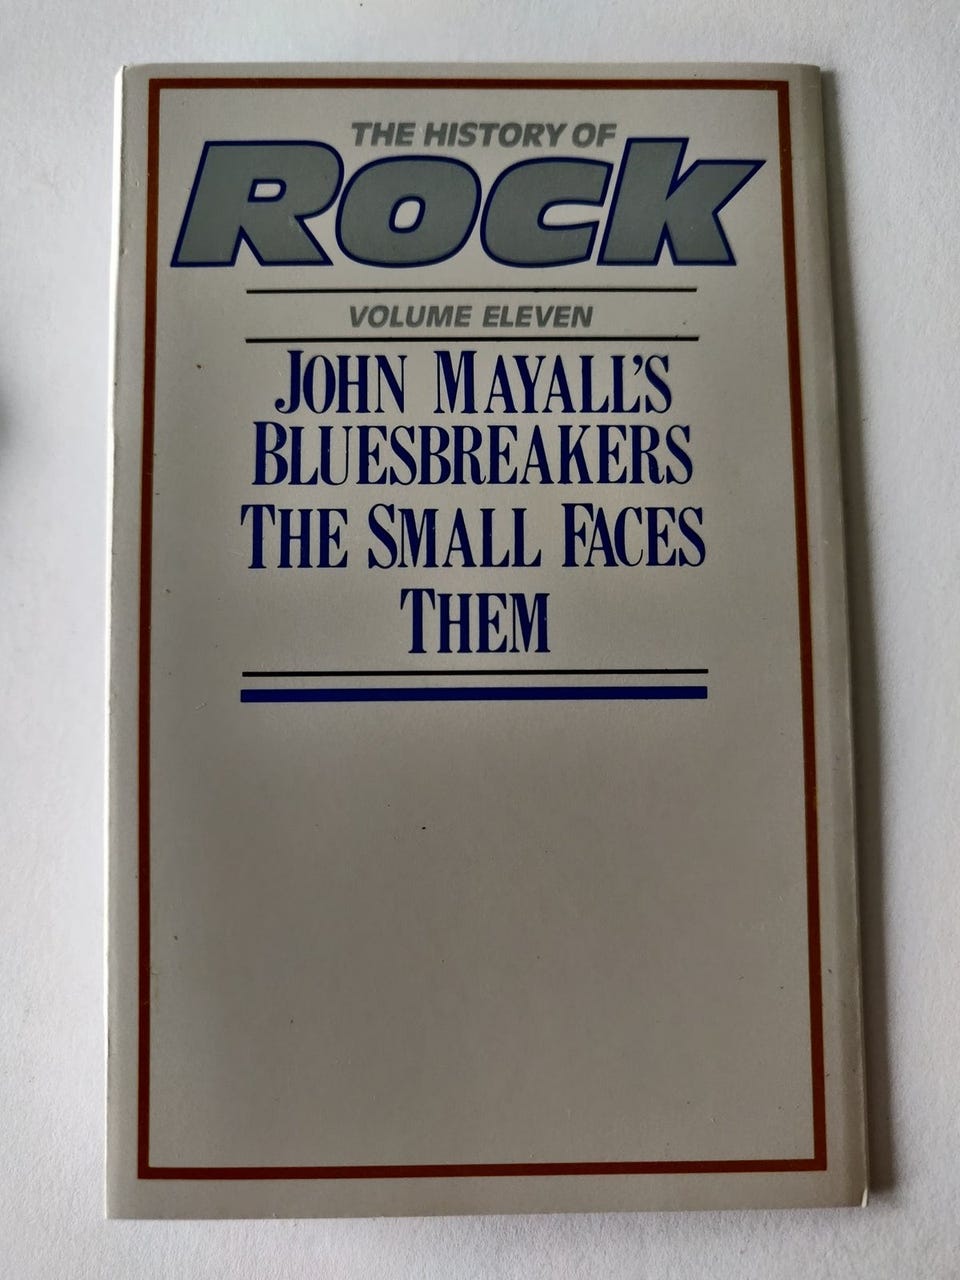 THE HISTORY OF
Rock
VOLUME ELEVEN
JOHN MAYALL'S
BLUESBREAKERS
THE SMALL FACES
THEM